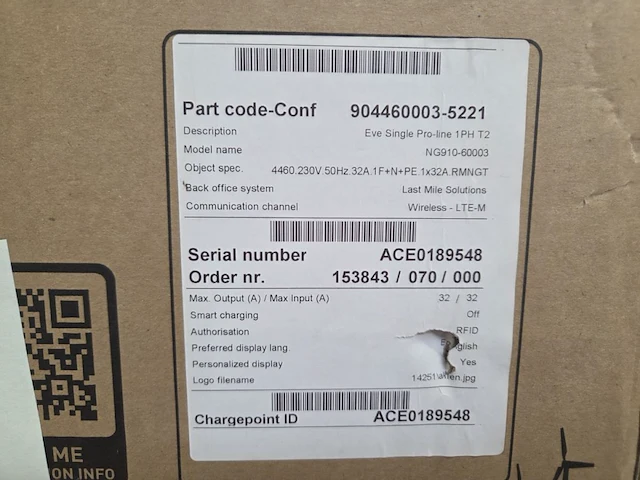 Part code-Conf 904460003-5221
Description Eve Single Pro-line 1PH T2
Model name NG910-60003
Object spec. 4460.230V.50Hz.32A.1F+N+PE.1x32A.RMNGT
Back office system Last Mile Solutions
Communication channel Wireless - LTE-M
Serial number ACE0189548
Order nr. 153843 / 070 / 000
Max. Output (A) / Max Input (A) 32 / 32
Smart charging Off
Authorisation RFID
Preferred display lang. English
Personalized display Yes
Logo filename
Chargepoint ID ACE0189548
ME
ON INFO